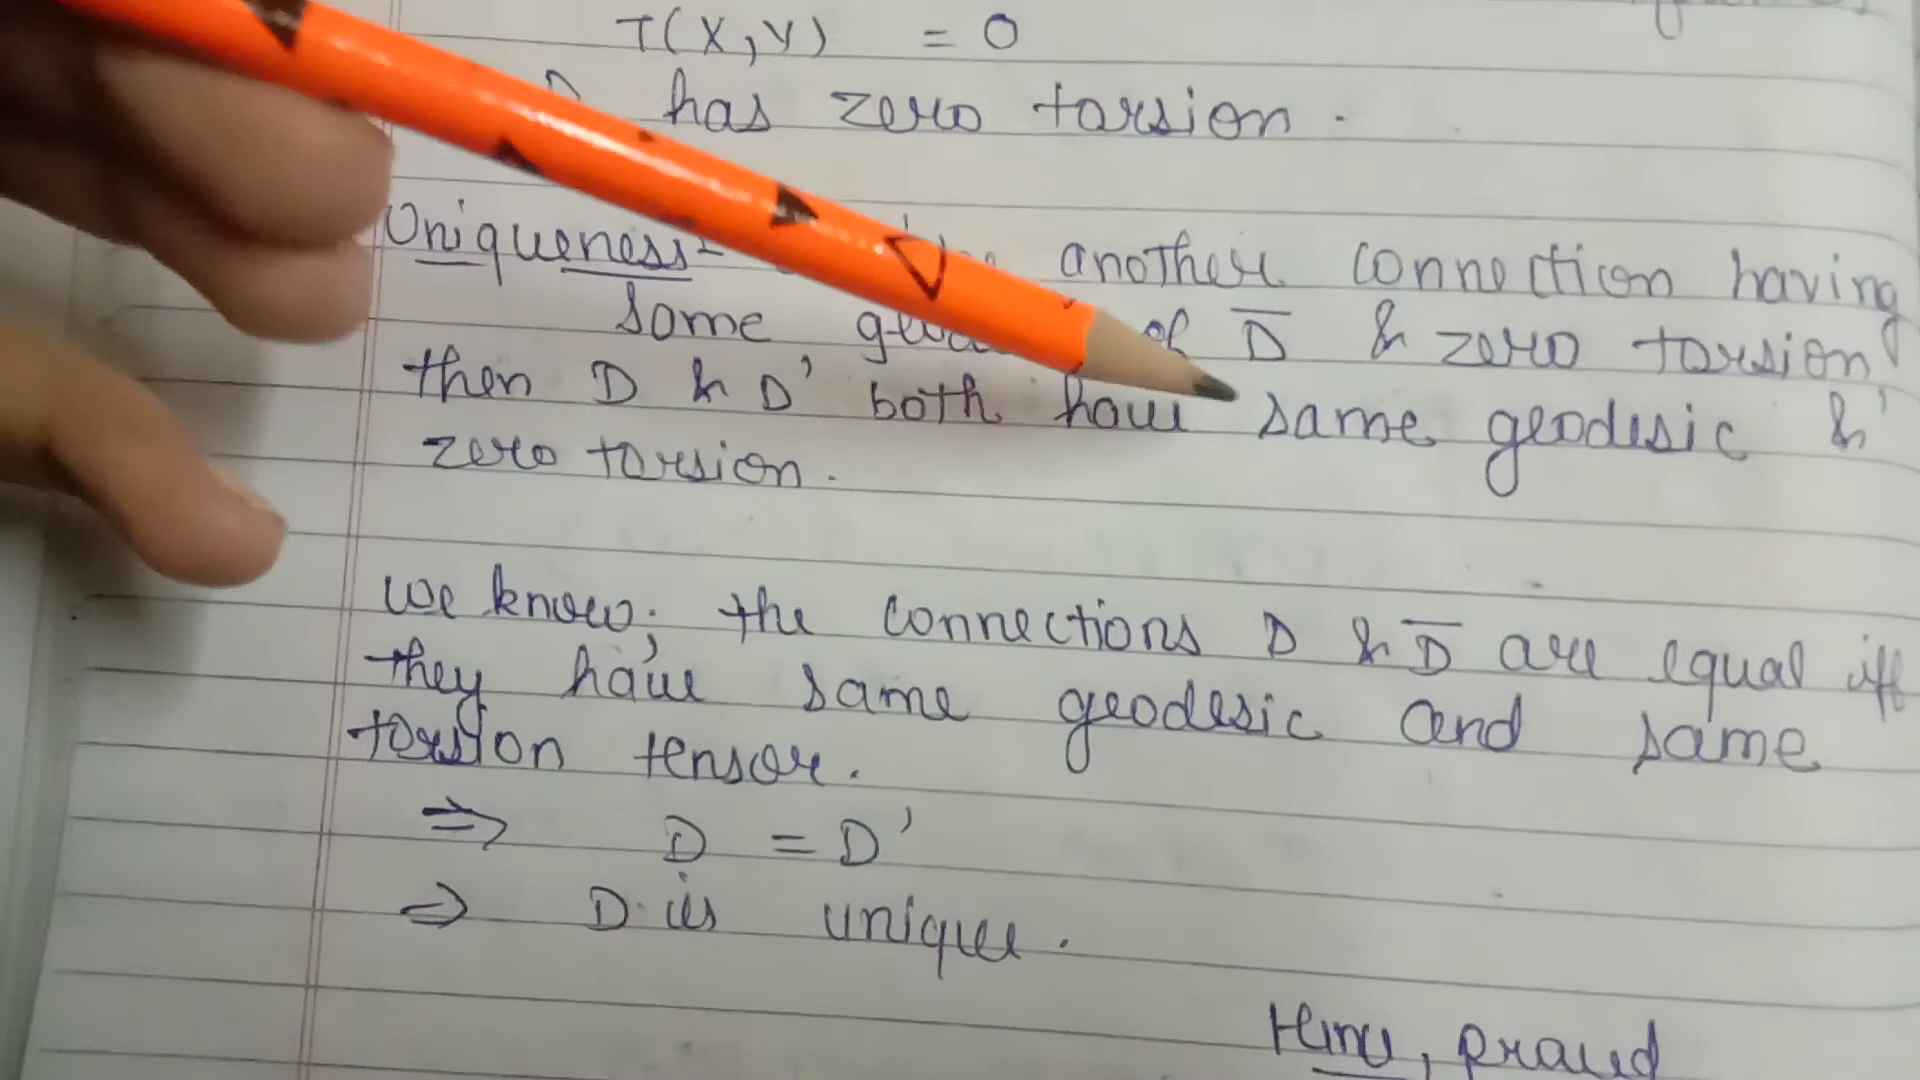 T(X,Y) = 0
D has zero torsion.
Uniqueness- another connection having
same of D̅ & zero torsion
then D & D' both have same geodesic &
zero torsion.
we know, the connections D & D̅ are equal iff
they have same geodesic and same
torsion tensor.
⇒ D = D'
⇒ D is unique.
Hence, proved